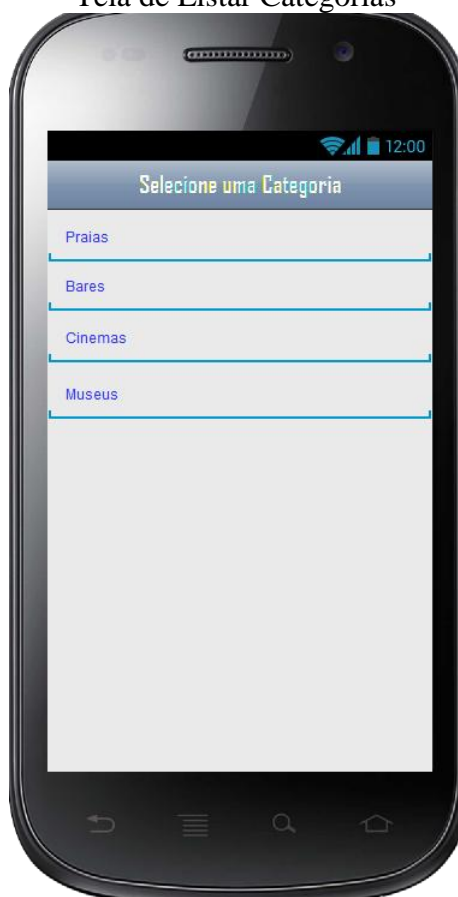 Tela de Listar Categorias
12:00
Selecione uma Categoria
Praias
Bares
Cinemas
Museus